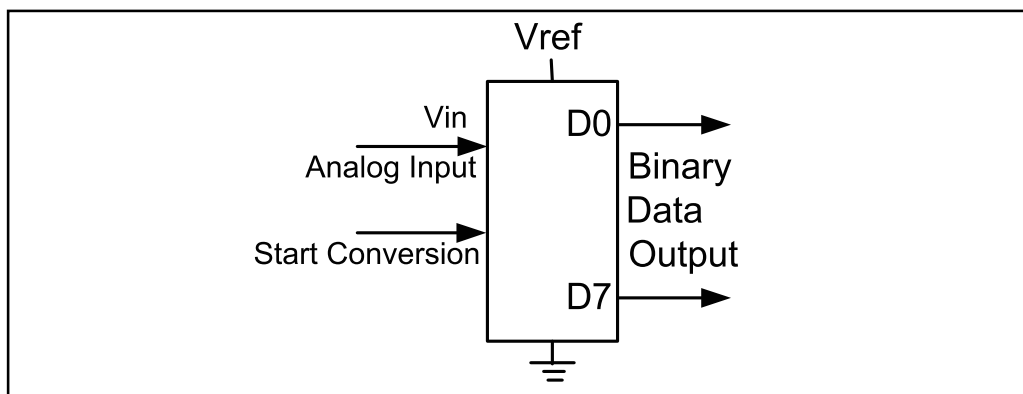 Vref
Vin
Analog Input
Start Conversion
D0
Binary
Data
Output
D7